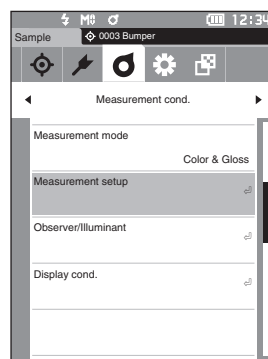 M 12:34
Sample 0003 Bumper
Measurement cond.
Measurement mode
Color & Gloss
Measurement setup
Observer/Illuminant
Display cond.